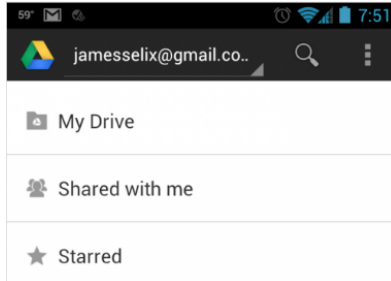 59° 7:51
jamesselix@gmail.co..
My Drive
Shared with me
Starred